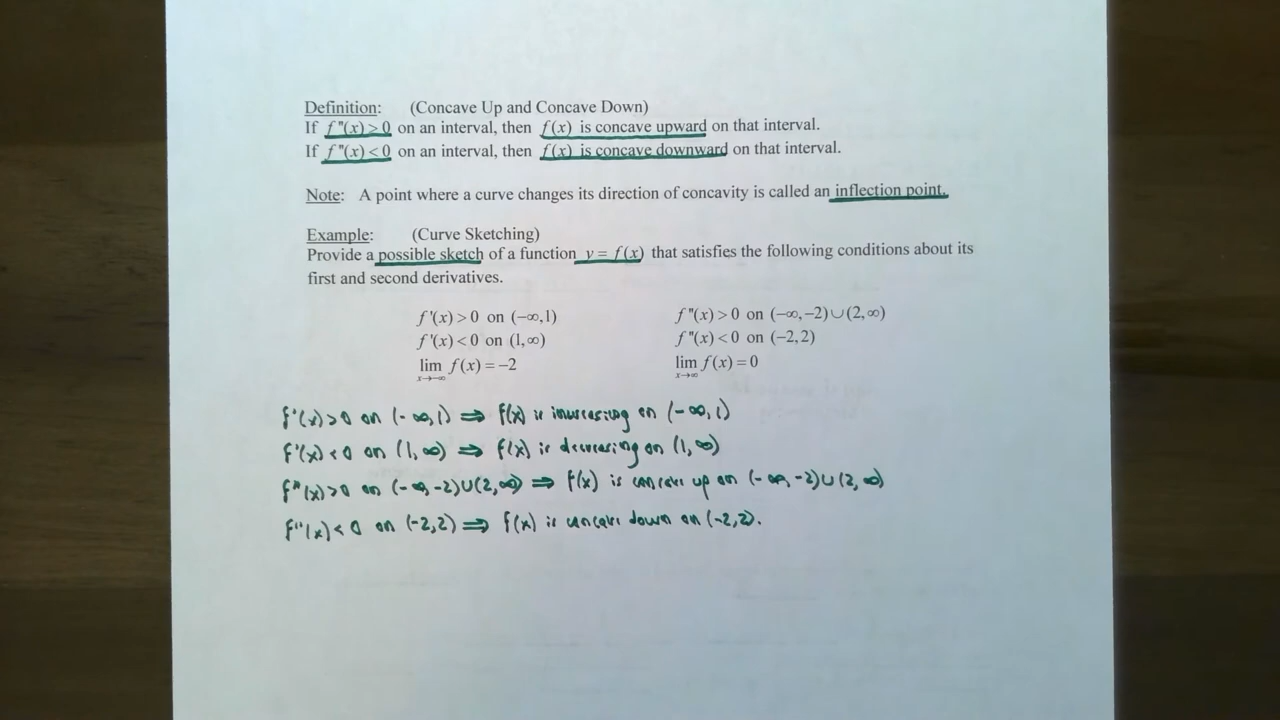 Definition: (Concave Up and Concave Down)
If f"(x) > 0 on an interval, then f(x) is concave upward on that interval.
If f"(x) < 0 on an interval, then f(x) is concave downward on that interval.
Note: A point where a curve changes its direction of concavity is called an inflection point.
Example: (Curve Sketching)
Provide a possible sketch of a function y = f(x) that satisfies the following conditions about its
first and second derivatives.
f'(x) > 0 on (-∞,1) f"(x) > 0 on (-∞,-2)∪(2,∞)
f'(x) < 0 on (1,∞) f"(x) < 0 on (-2,2)
lim f(x) = -2 lim f(x) = 0
x→-∞ x→∞
f'(x)>0 on (-∞,1) ⇒ f(x) is increasing on (-∞,1)
f'(x)<0 on (1,∞) ⇒ f(x) is decreasing on (1,∞)
f"(x)>0 on (-∞,-2)∪(2,∞) ⇒ f(x) is concave up on (-∞,-2)∪(2,∞)
f"(x)<0 on (-2,2) ⇒ f(x) is concave down on (-2,2).